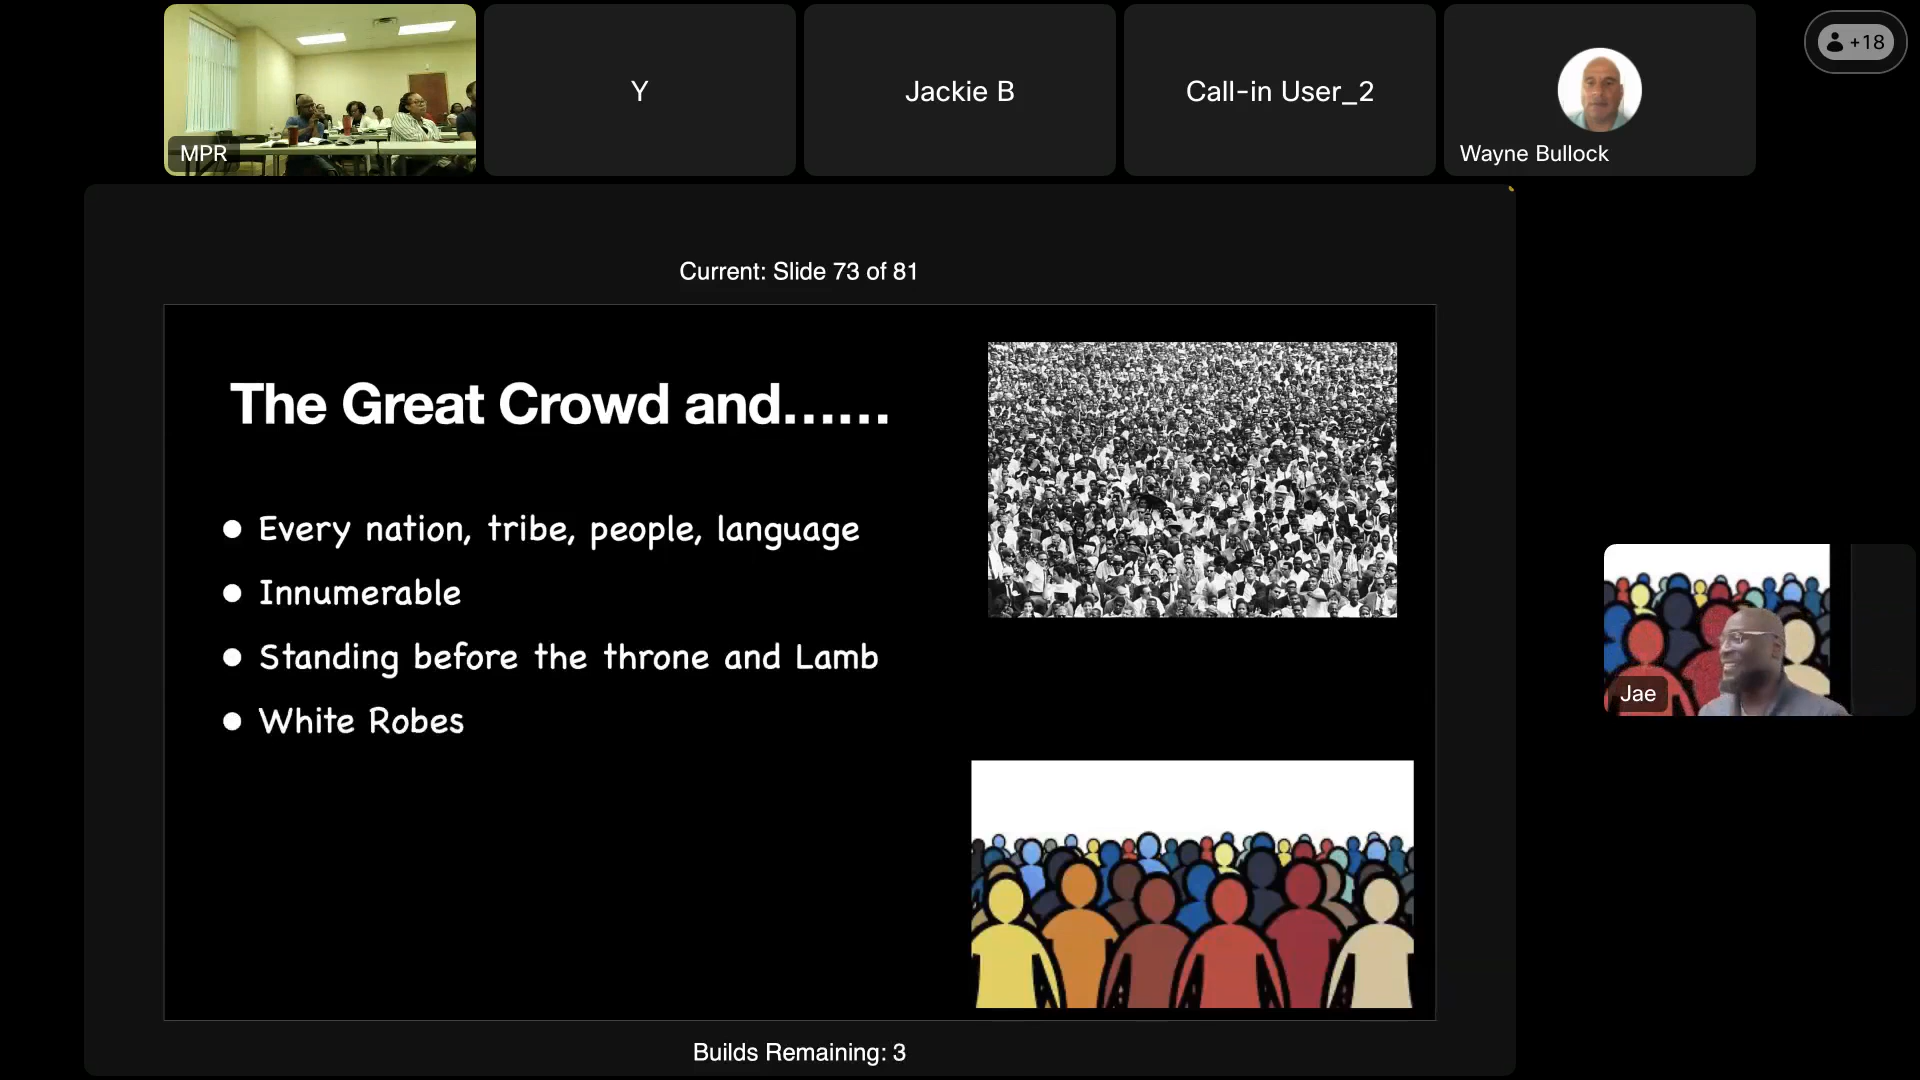 MPR
Y
Jackie B
Call-in User_2
Wayne Bullock
+18
Current: Slide 73 of 81
The Great Crowd and......
● Every nation, tribe, people, language
● Innumerable
● Standing before the throne and Lamb
● White Robes
Jae
Builds Remaining: 3